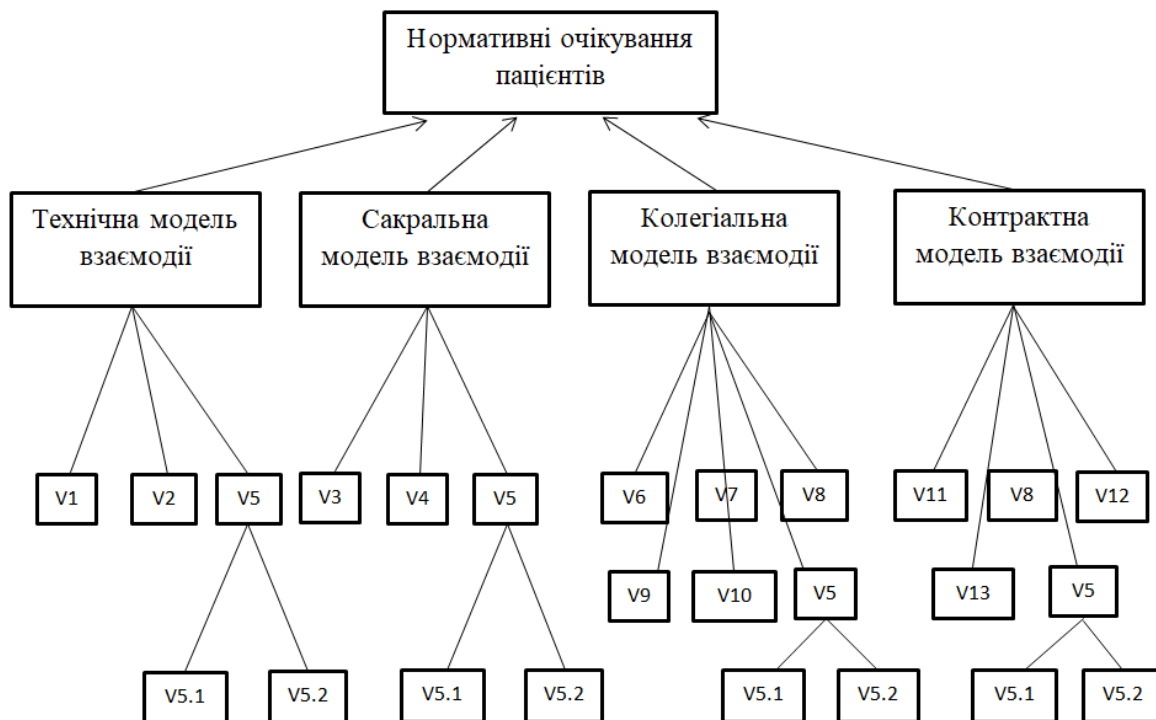 Нормативні очікування
пацієнтів
Технічна модель
взаємодії
Сакральна
модель взаємодії
Колегіальна
модель взаємодії
Контрактна
модель взаємодії
V1
V2
V5
V3
V4
V5
V6
V7
V8
V11
V8
V12
V9
V10
V5
V13
V5
V5.1
V5.2
V5.1
V5.2
V5.1
V5.2
V5.1
V5.2